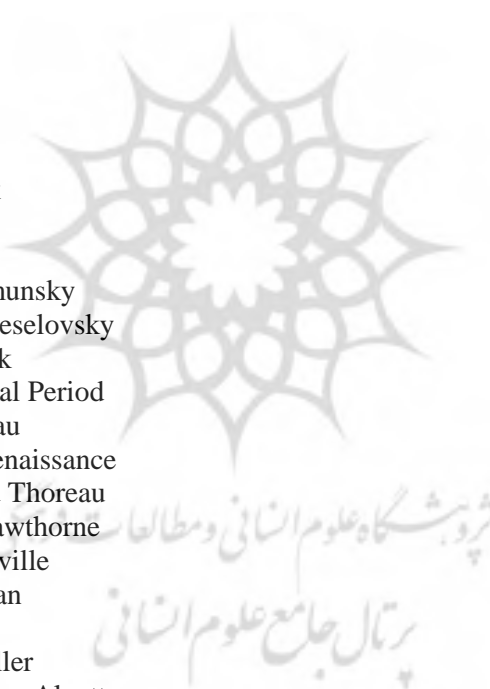 hunsky
eselovsky
k
al Period
au
enaissance
Thoreau
awthorne
ville
an
ller
پژوهشگاه علوم انسانی و مطالعات فرهنگی
پرتال جامع علوم انسانی